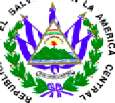 REPUBLICA DE EL SALVADOR EN LA AMERICA CENTRAL